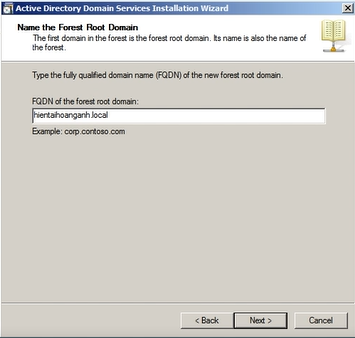 Active Directory Domain Services Installation Wizard
Name the Forest Root Domain
The first domain in the forest is the forest root domain. Its name is also the name of
the forest.
Type the fully qualified domain name (FQDN) of the new forest root domain.
FQDN of the forest root domain:
hientaihoanganh.local
Example: corp.contoso.com
< Back
Next >
Cancel